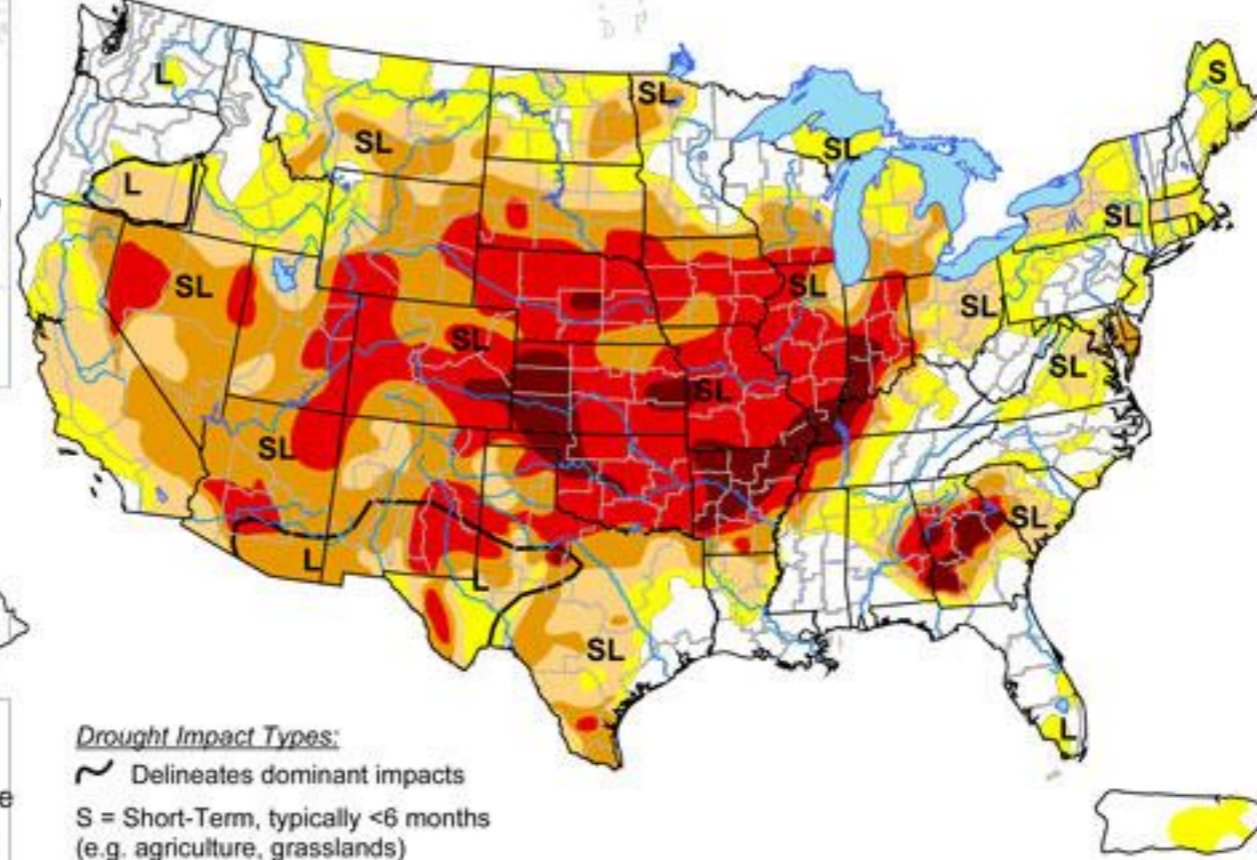 L
SL
S
SL
SL
L
SL
SL
SL
SL
SL
SL
SL
SL
SL
L
L
SL
L
Drought Impact Types:
Delineates dominant impacts
S = Short-Term, typically <6 months
(e.g. agriculture, grasslands)